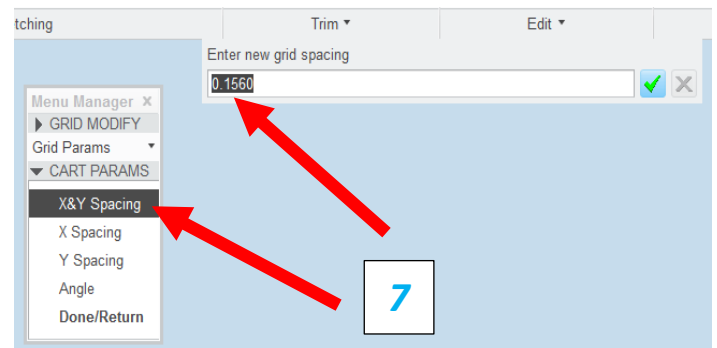 tching Trim Edit
Enter new grid spacing
0.1560
Menu Manager
GRID MODIFY
Grid Params
CART PARAMS
X&Y Spacing
X Spacing
Y Spacing
Angle
Done/Return
7